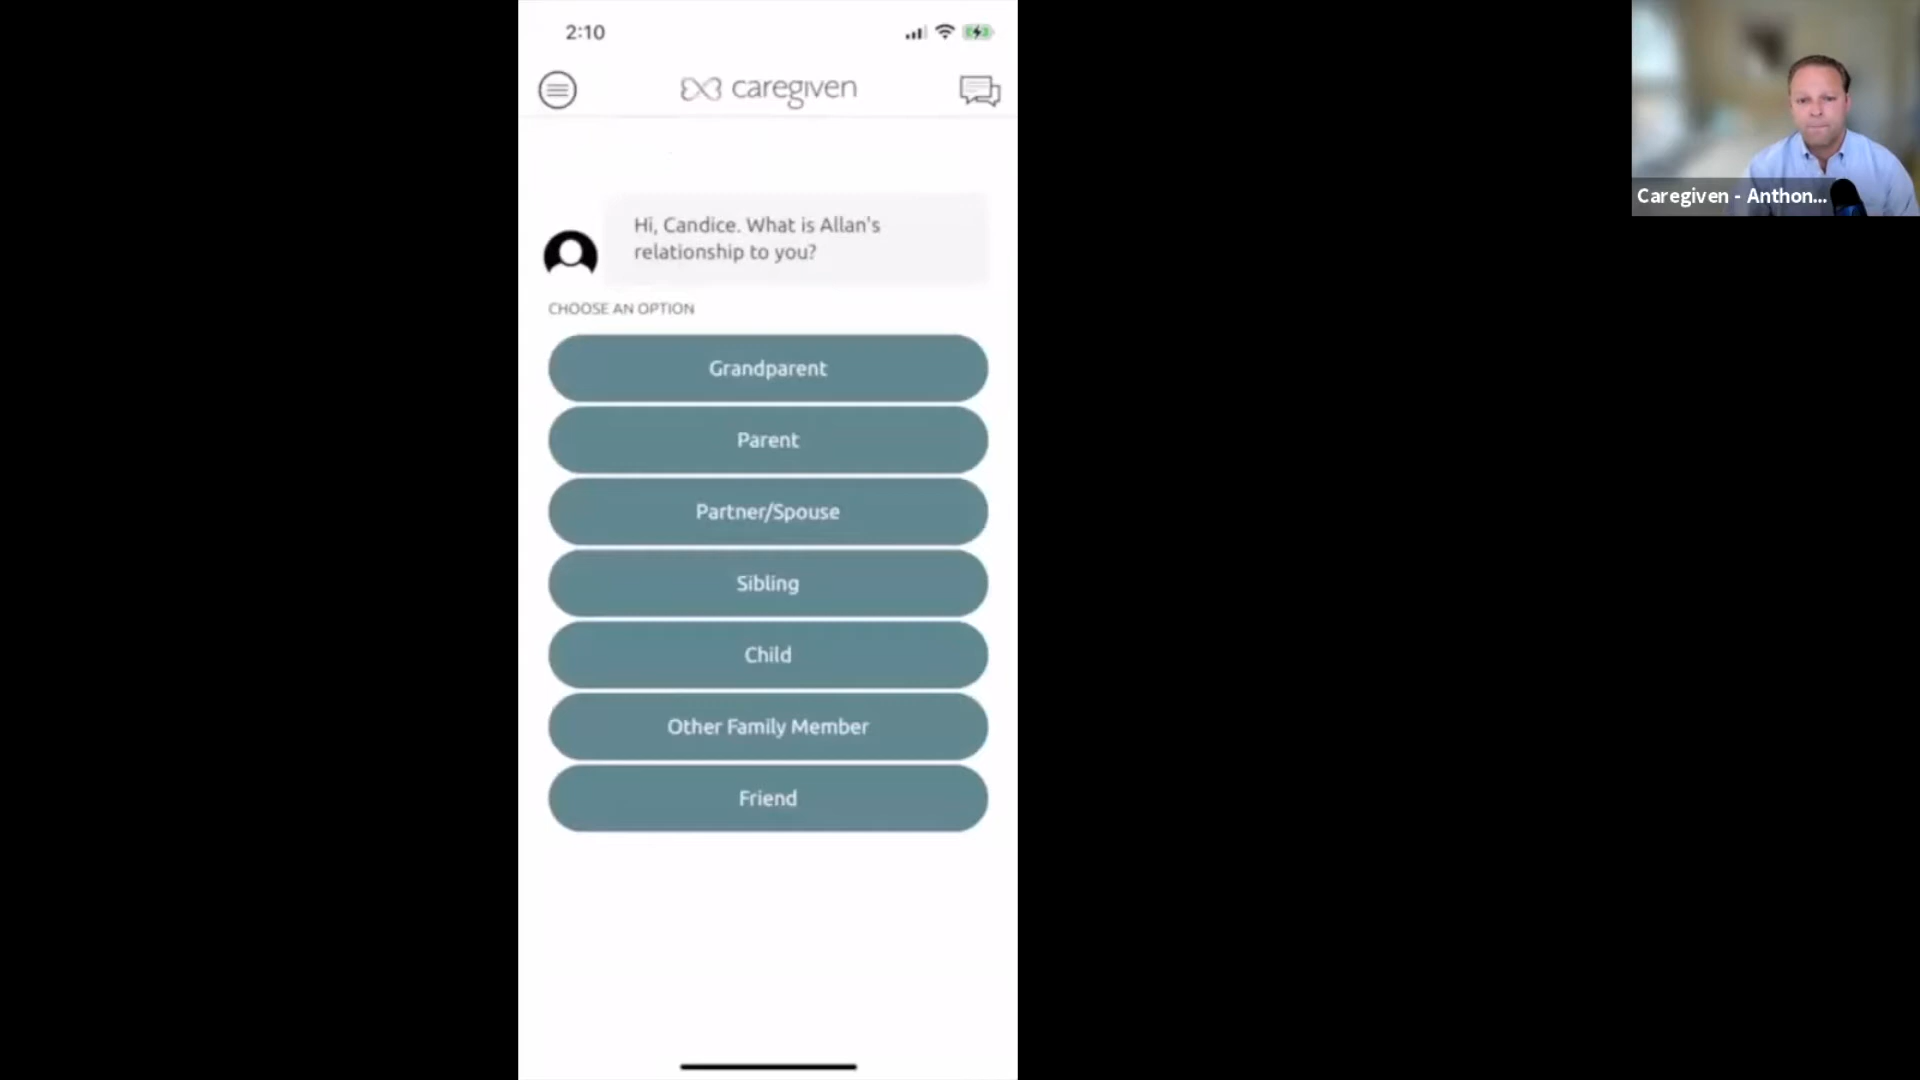 2:10
caregiven
Hi, Candice. What is Allan's
relationship to you?
CHOOSE AN OPTION
Grandparent
Parent
Partner/Spouse
Sibling
Child
Other Family Member
Friend
Caregiven - Anthon...